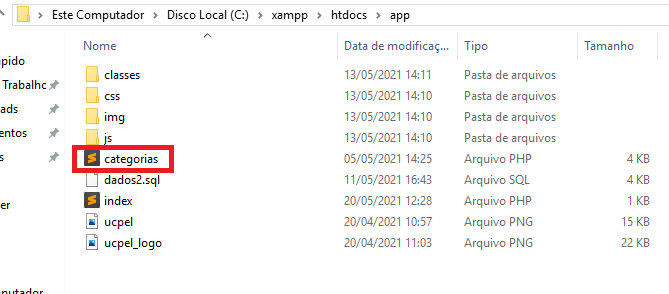 Este Computador > Disco Local (C:) > xampp > htdocs > app
Data de modificaç... Tipo Tamanho
ápido
Trabalho
ads
entos
s
er
nputador
classes 13/05/2021 14:11 Pasta de arquivos
css 13/05/2021 14:10 Pasta de arquivos
img 13/05/2021 14:10 Pasta de arquivos
js 13/05/2021 14:10 Pasta de arquivos
categorias 05/05/2021 14:25 Arquivo PHP 4 KB
dados2.sql 11/05/2021 16:43 Arquivo SQL 4 KB
index 20/05/2021 12:28 Arquivo PHP 1 KB
ucpel 20/04/2021 10:57 Arquivo PNG 15 KB
ucpel_logo 20/04/2021 11:03 Arquivo PNG 22 KB